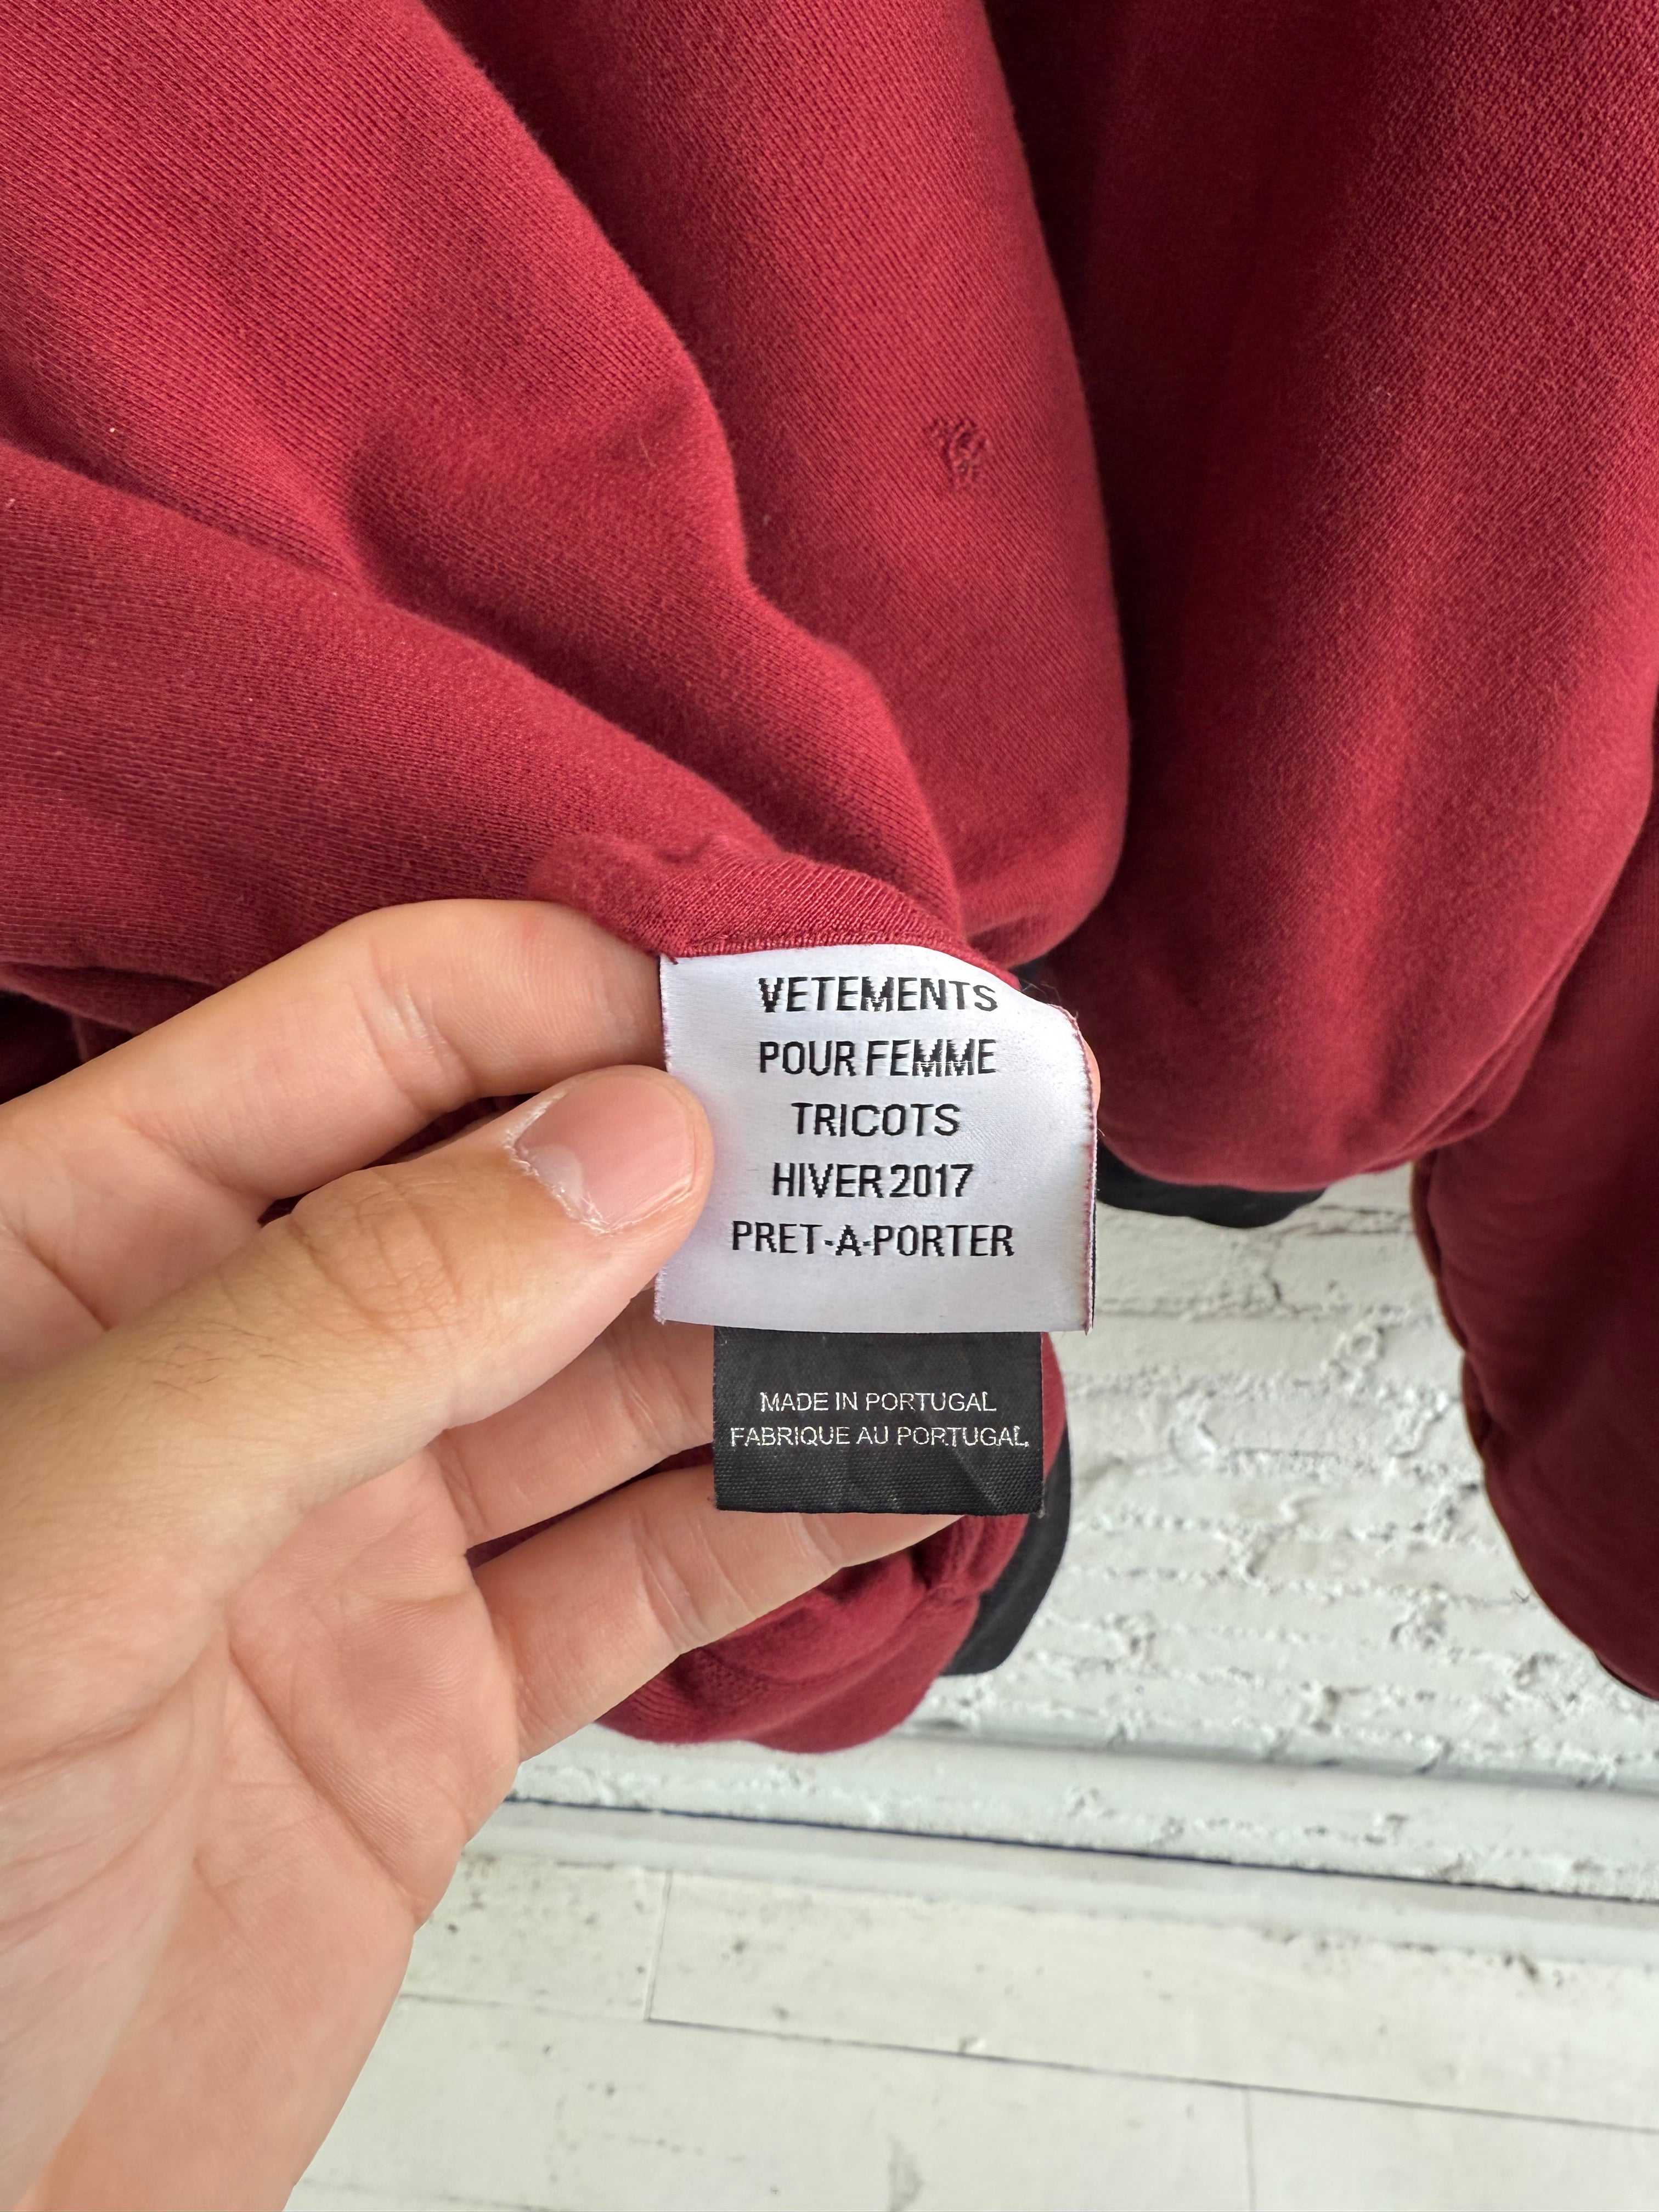 VETEMENTS
POUR FEMME
TRICOTS
HIVER 2017
PRET-A-PORTER
MADE IN PORTUGAL
FABRIQUE AU PORTUGAL